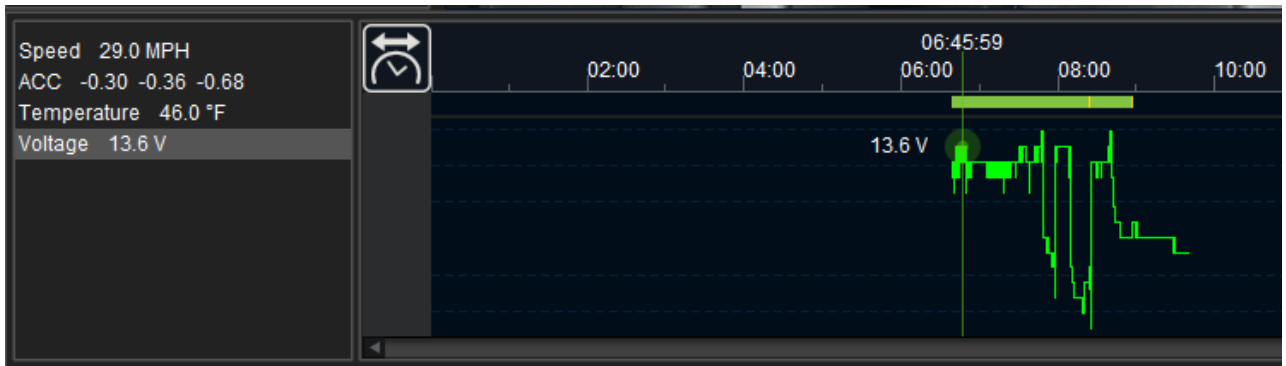 Speed 29.0 MPH
ACC -0.30 -0.36 -0.68
Temperature 46.0 °F
Voltage 13.6 V
06:45:59
02:00 04:00 06:00 08:00 10:00
13.6 V